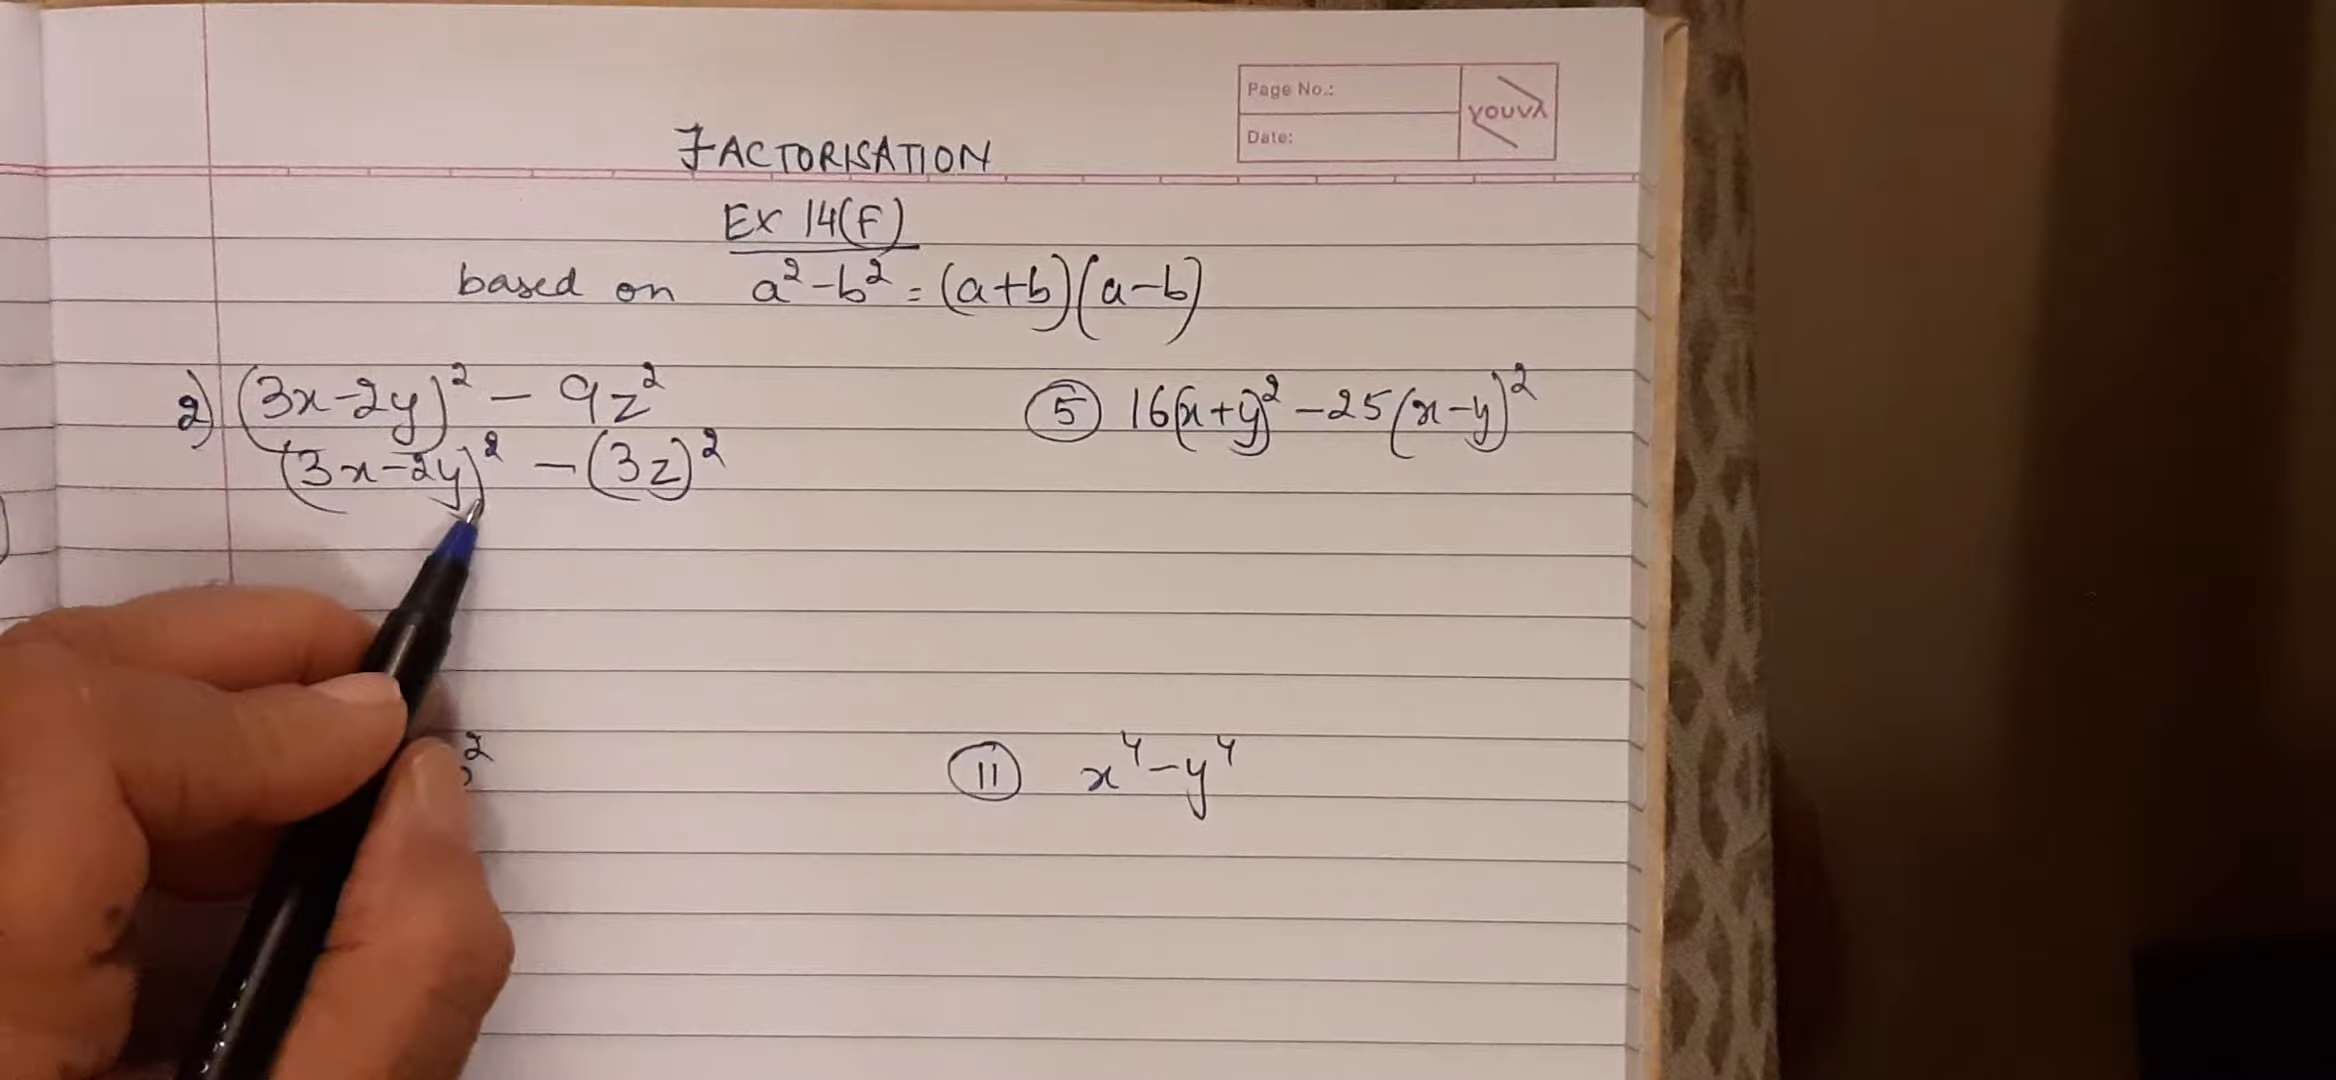 Page No.:
Date:
YOUVA
FACTORISATION
Ex 14(F)
based on a² - b² = (a+b)(a-b)
2) (3x-2y)² - 9z²
(3x-2y)² - (3z)²
⑤ 16(x+y)² - 25(x-y)²
2
⑪ x⁴ - y⁴